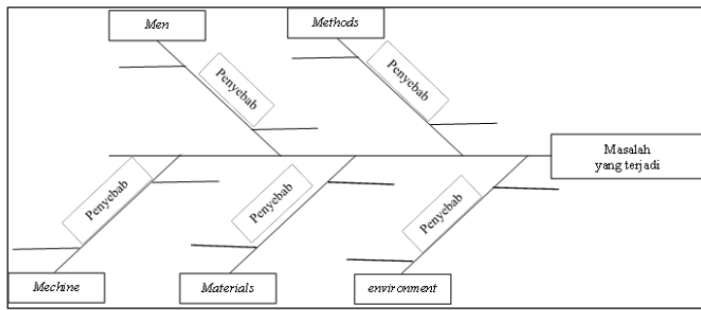 Men
Methods
Penyebab
Penyebab
Masalah
yang terjadi
Penyebab
Penyebab
Penyebab
Mechine
Materials
environment